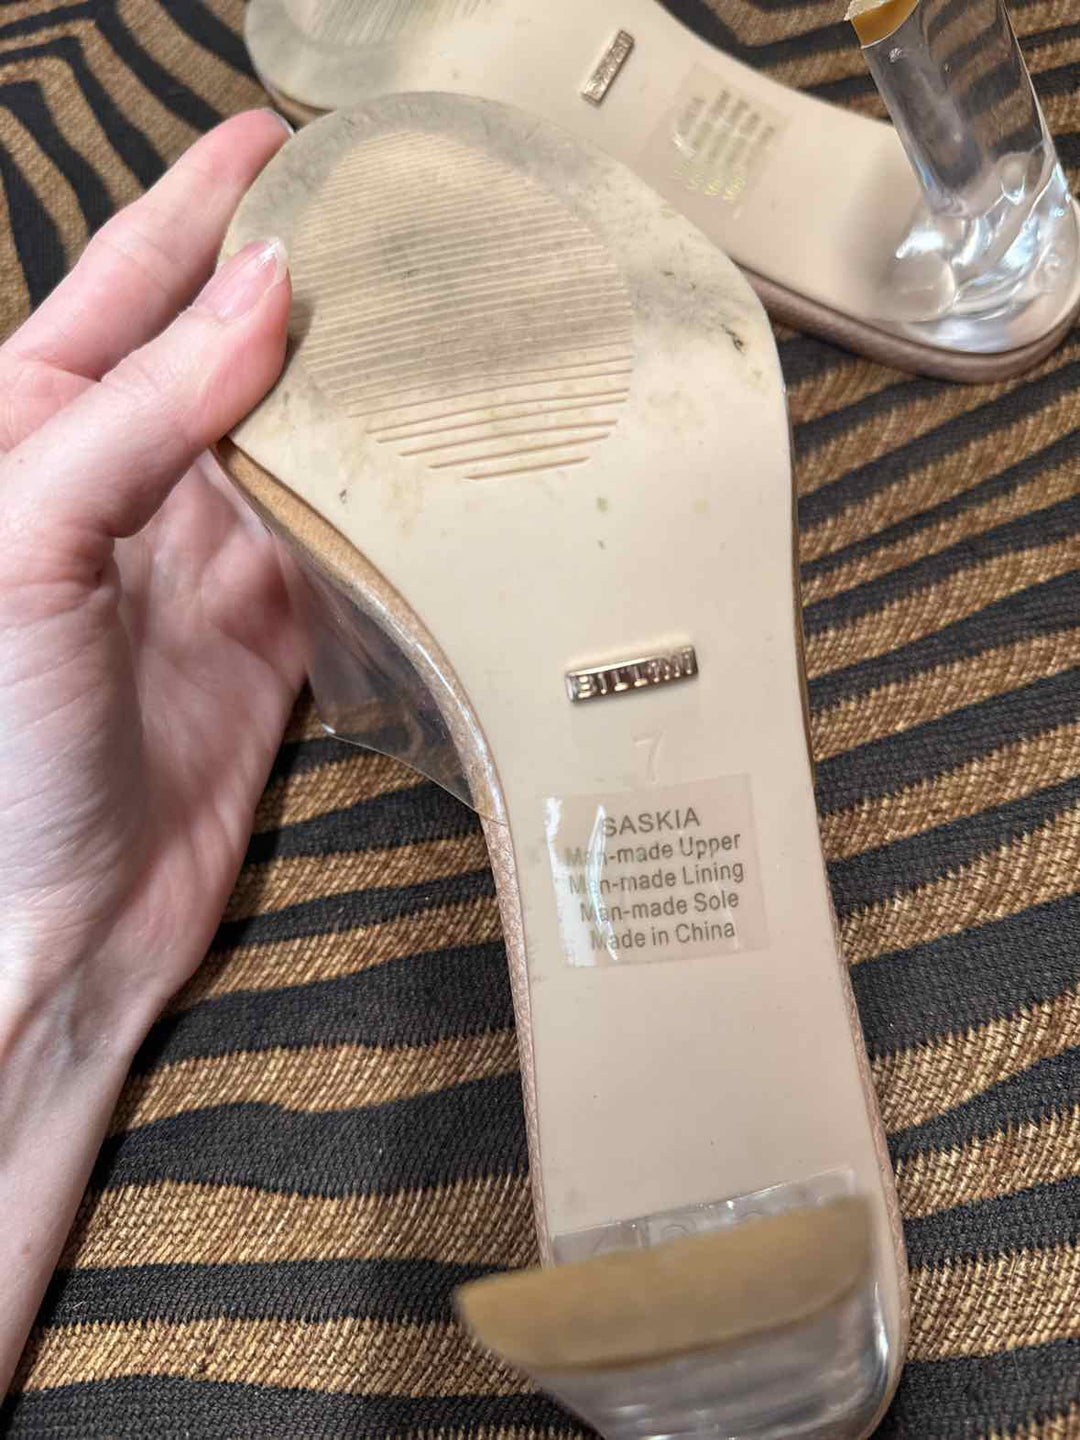 BILLINI
7
SASKIA
Man-made Upper
Man-made Lining
Man-made Sole
Made in China